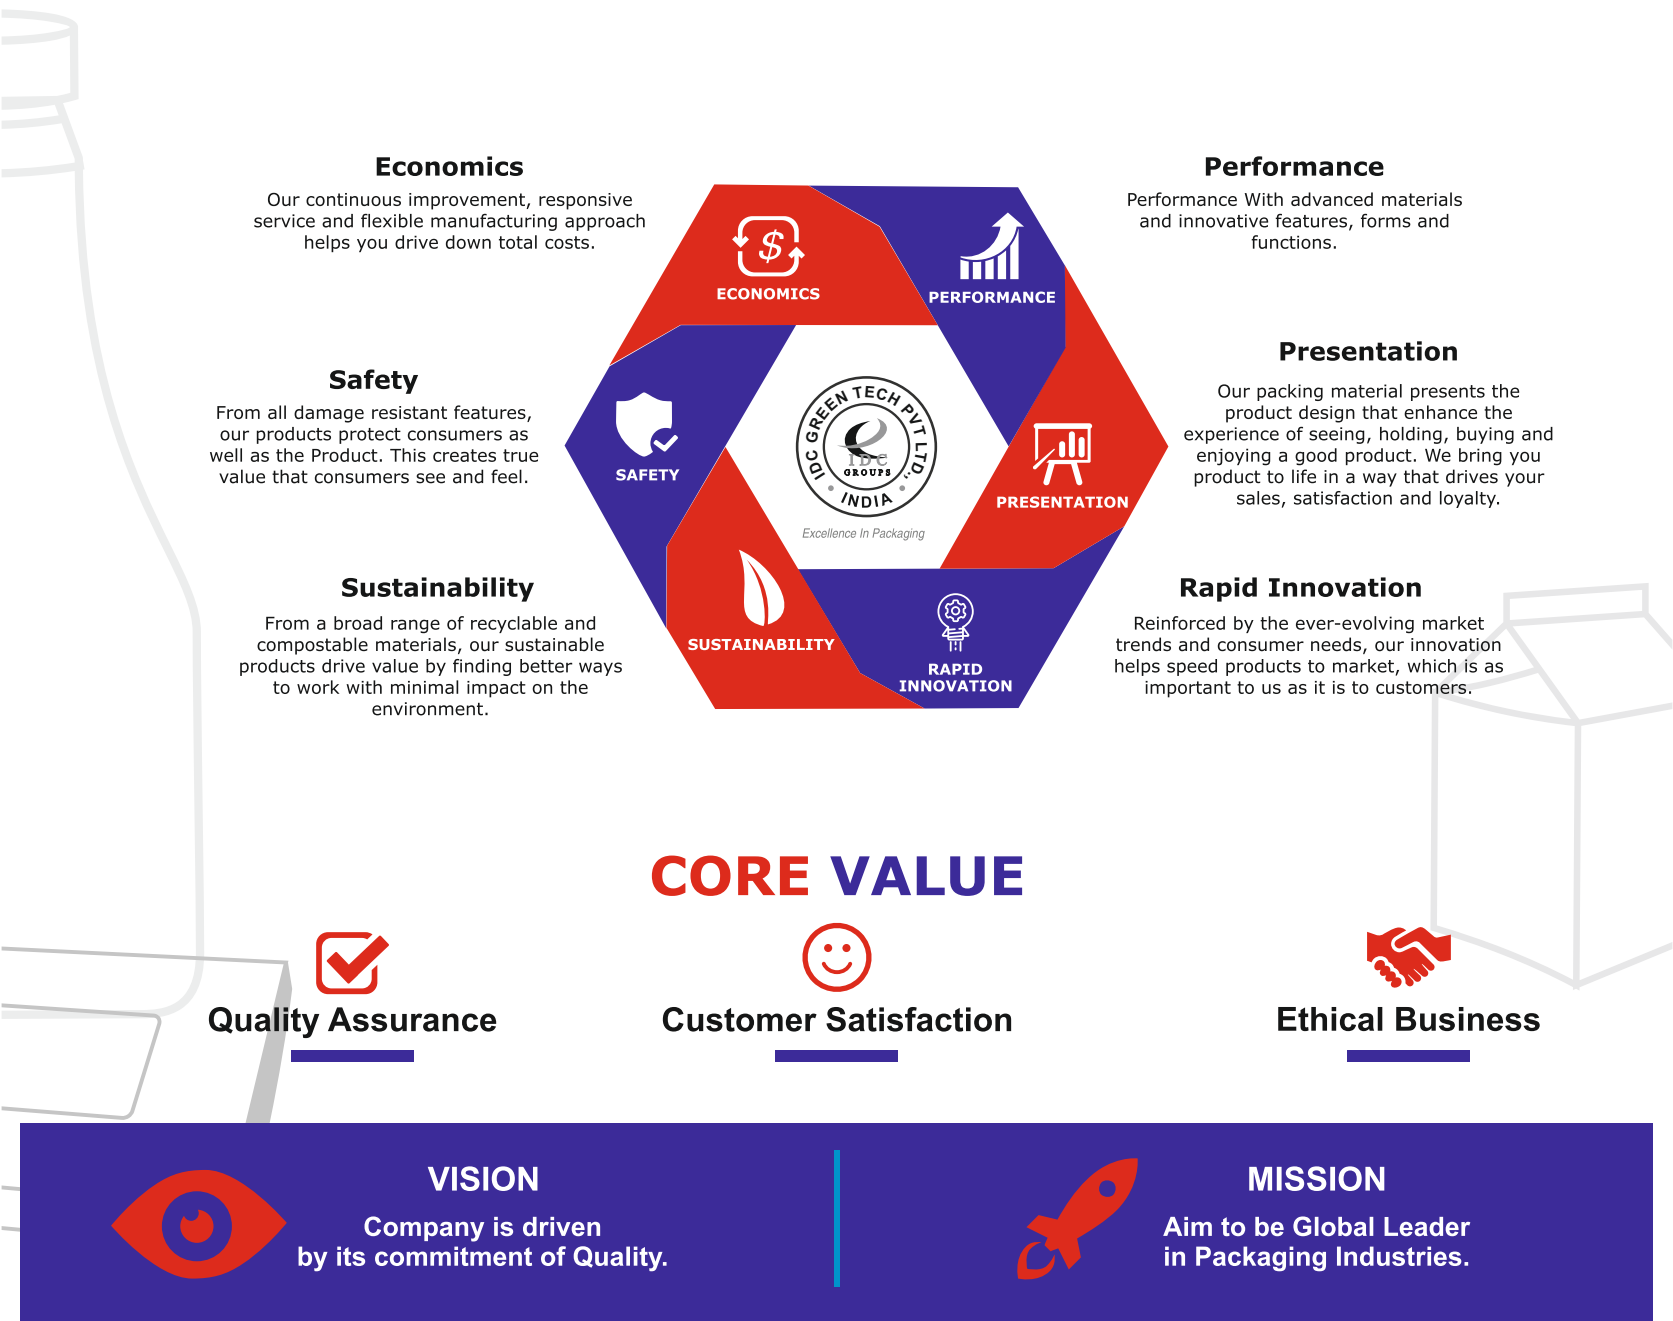 Economics
Our continuous improvement, responsive
service and flexible manufacturing approach
helps you drive down total costs.
Safety
From all damage resistant features,
our products protect consumers as
well as the Product. This creates true
value that consumers see and feel.
Sustainability
From a broad range of recyclable and
compostable materials, our sustainable
products drive value by finding better ways
to work with minimal impact on the
environment.
ECONOMICS
PERFORMANCE
SAFETY
PRESENTATION
SUSTAINABILITY
RAPID
INNOVATION
IDC GREEN TECH PVT LTD.,
IDC
GROUPS
INDIA
Excellence In Packaging
Performance
Performance With advanced materials
and innovative features, forms and
functions.
Presentation
Our packing material presents the
product design that enhance the
experience of seeing, holding, buying and
enjoying a good product. We bring you
product to life in a way that drives your
sales, satisfaction and loyalty.
Rapid Innovation
Reinforced by the ever-evolving market
trends and consumer needs, our innovation
helps speed products to market, which is as
important to us as it is to customers.
CORE VALUE
Quality Assurance
Customer Satisfaction
Ethical Business
VISION
Company is driven
by its commitment of Quality.
MISSION
Aim to be Global Leader
in Packaging Industries.